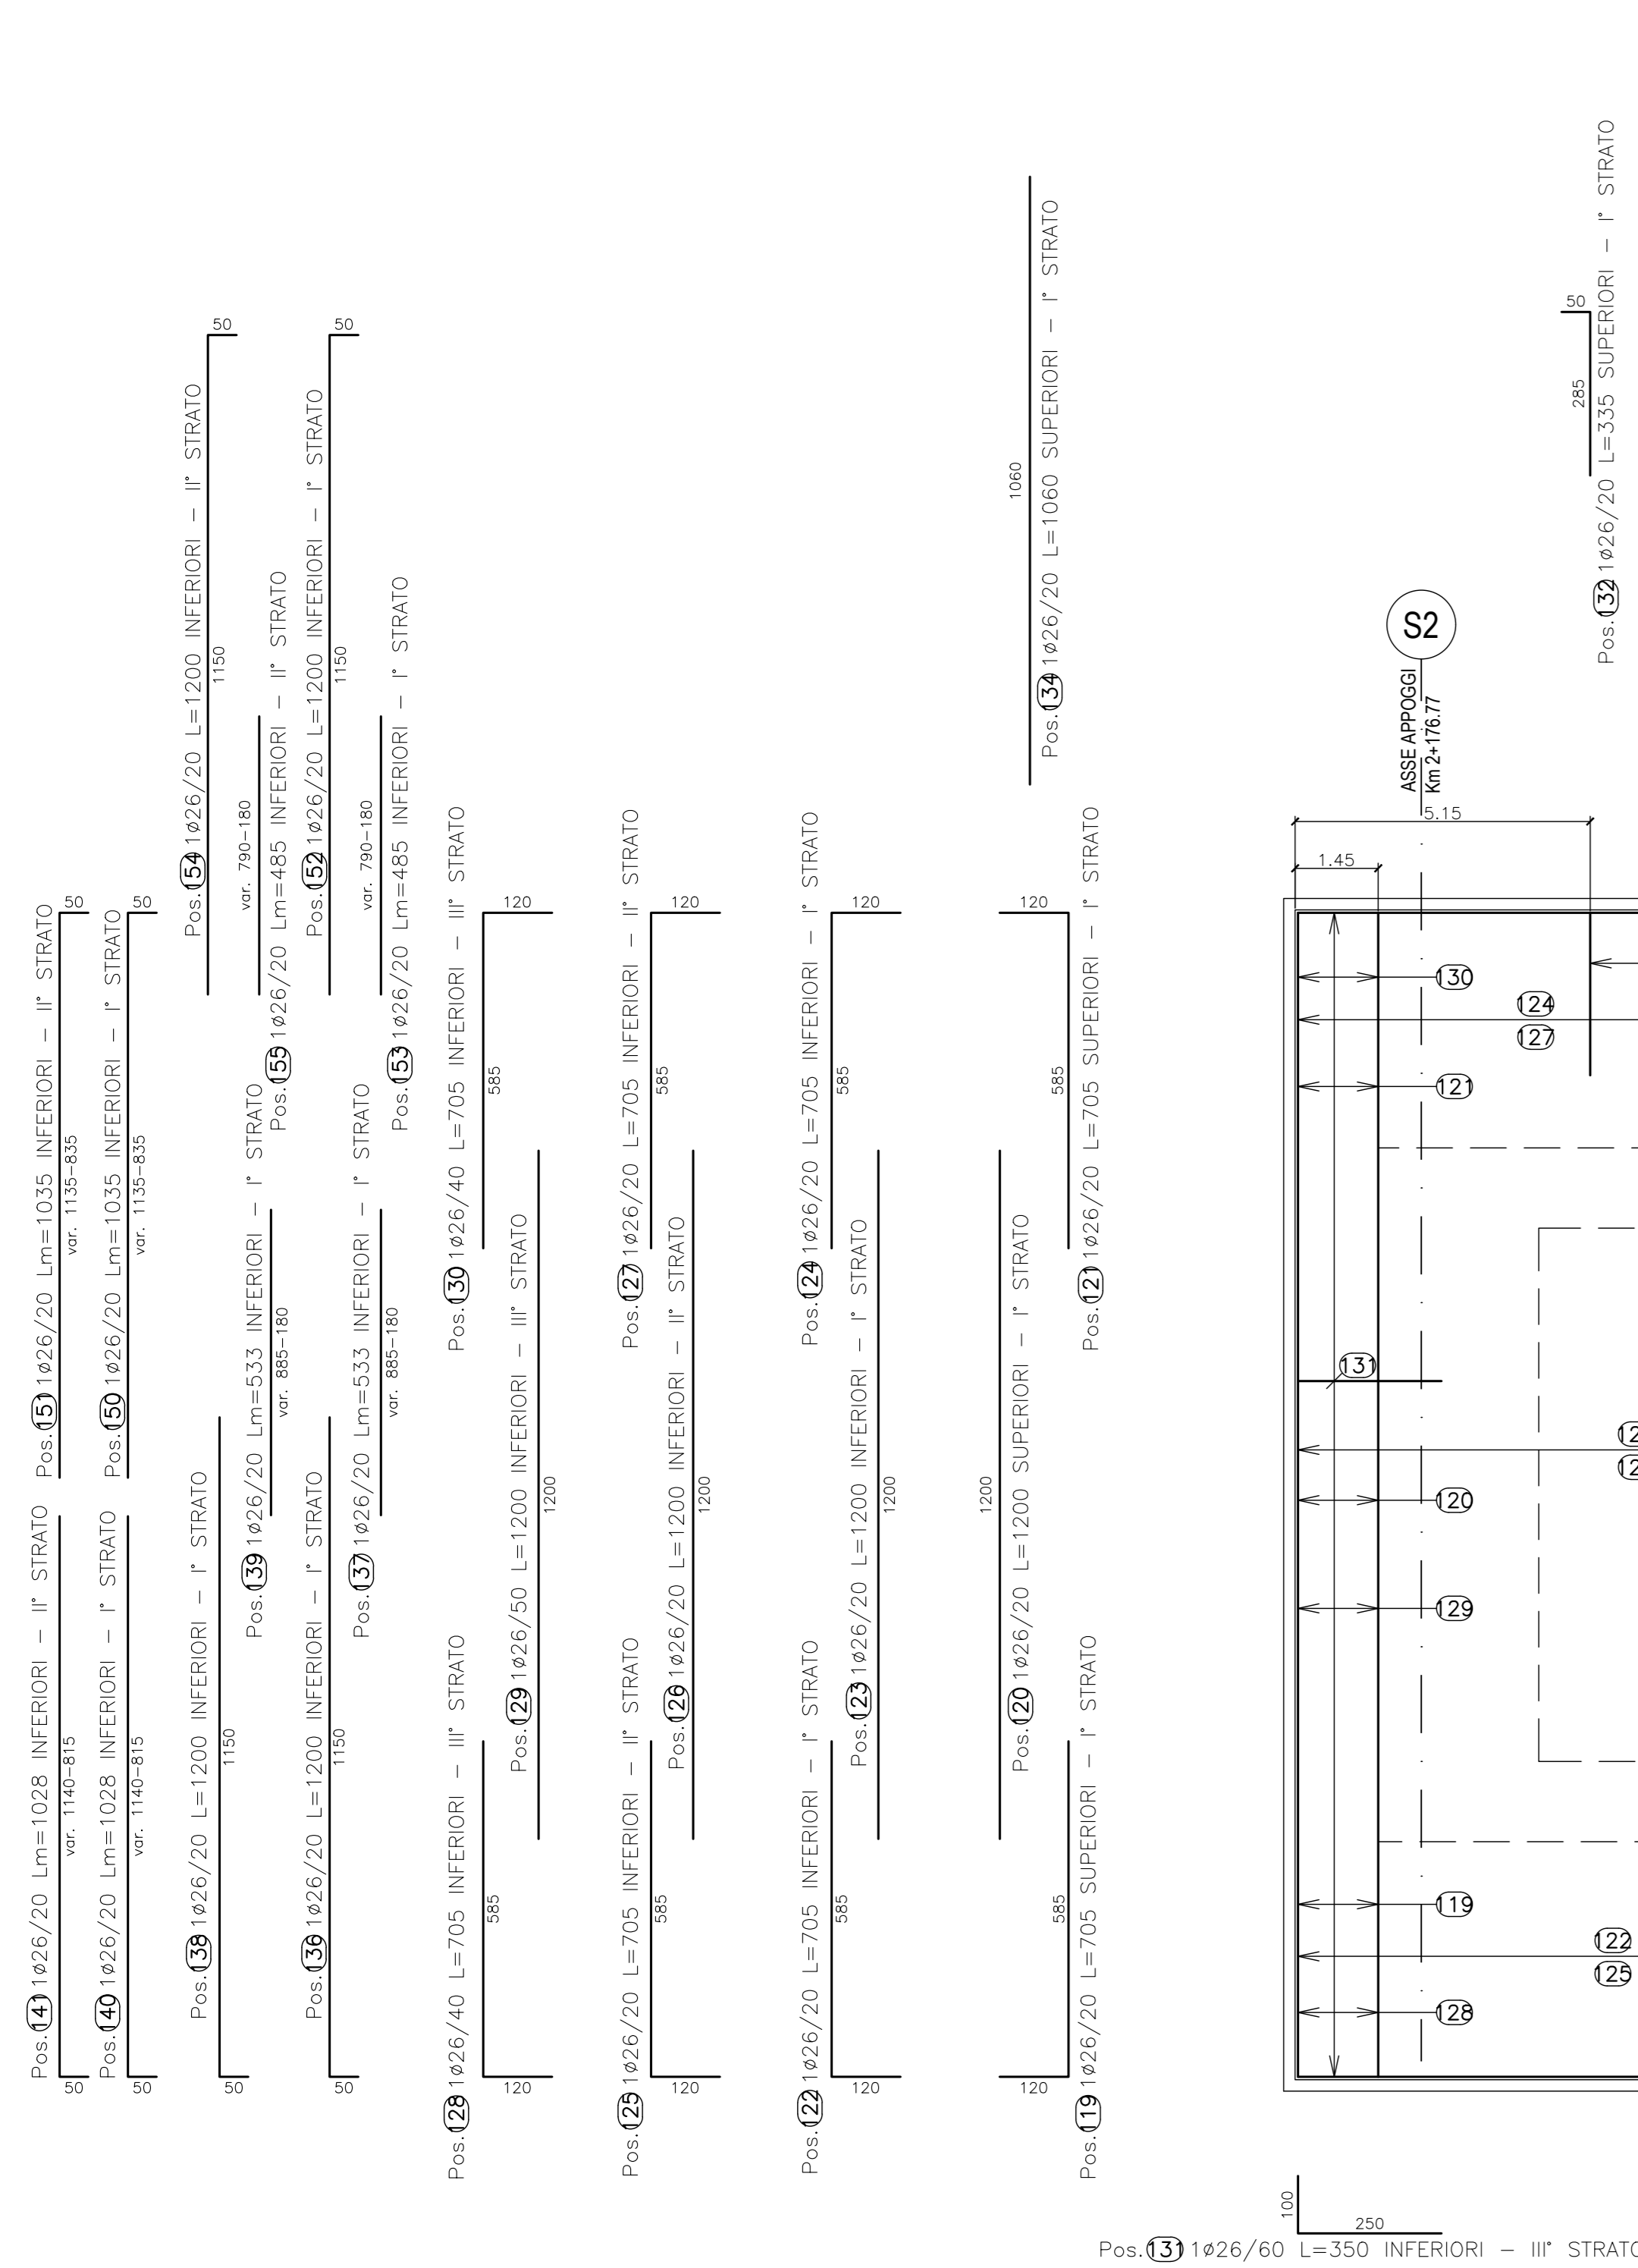 Pos.151 1ø26/20 Lm=1035 INFERIORI – II° STRATO
50
var. 1135–835
Pos.150 1ø26/20 Lm=1035 INFERIORI – I° STRATO
50
var. 1135–835
Pos.141 1ø26/20 Lm=1028 INFERIORI – II° STRATO
var. 1140–815
50
Pos.140 1ø26/20 Lm=1028 INFERIORI – I° STRATO
var. 1140–815
50
Pos.154 1ø26/20 L=1200 INFERIORI – II° STRATO
50
1150
Pos.155 1ø26/20 Lm=485 INFERIORI – II° STRATO
var. 790–180
Pos.152 1ø26/20 L=1200 INFERIORI – I° STRATO
50
1150
Pos.153 1ø26/20 Lm=485 INFERIORI – I° STRATO
var. 790–180
Pos.139 1ø26/20 Lm=533 INFERIORI – I° STRATO
var. 885–180
Pos.137 1ø26/20 Lm=533 INFERIORI – I° STRATO
var. 885–180
Pos.138 1ø26/20 L=1200 INFERIORI – I° STRATO
1150
50
Pos.136 1ø26/20 L=1200 INFERIORI – I° STRATO
1150
50
Pos.130 1ø26/40 L=705 INFERIORI – III° STRATO
120
585
Pos.129 1ø26/50 L=1200 INFERIORI – III° STRATO
1200
Pos.128 1ø26/40 L=705 INFERIORI – III° STRATO
585
120
Pos.127 1ø26/20 L=705 INFERIORI – II° STRATO
120
585
Pos.126 1ø26/20 L=1200 INFERIORI – II° STRATO
1200
Pos.125 1ø26/20 L=705 INFERIORI – II° STRATO
585
120
Pos.124 1ø26/20 L=705 INFERIORI – I° STRATO
120
585
Pos.123 1ø26/20 L=1200 INFERIORI – I° STRATO
1200
Pos.122 1ø26/20 L=705 INFERIORI – I° STRATO
585
120
Pos.134 1ø26/20 L=1060 SUPERIORI – I° STRATO
1060
Pos.121 1ø26/20 L=705 SUPERIORI – I° STRATO
120
585
Pos.120 1ø26/20 L=1200 SUPERIORI – I° STRATO
1200
Pos.119 1ø26/20 L=705 SUPERIORI – I° STRATO
585
120
Pos.132 1ø26/20 L=335 SUPERIORI – I° STRATO
50
285
S2
ASSE APPOGGI
Km 2+176.77
5.15
1.45
130
124
127
121
131
120
129
119
122
125
128
100
250
Pos.131 1ø26/60 L=350 INFERIORI – III° STRATO